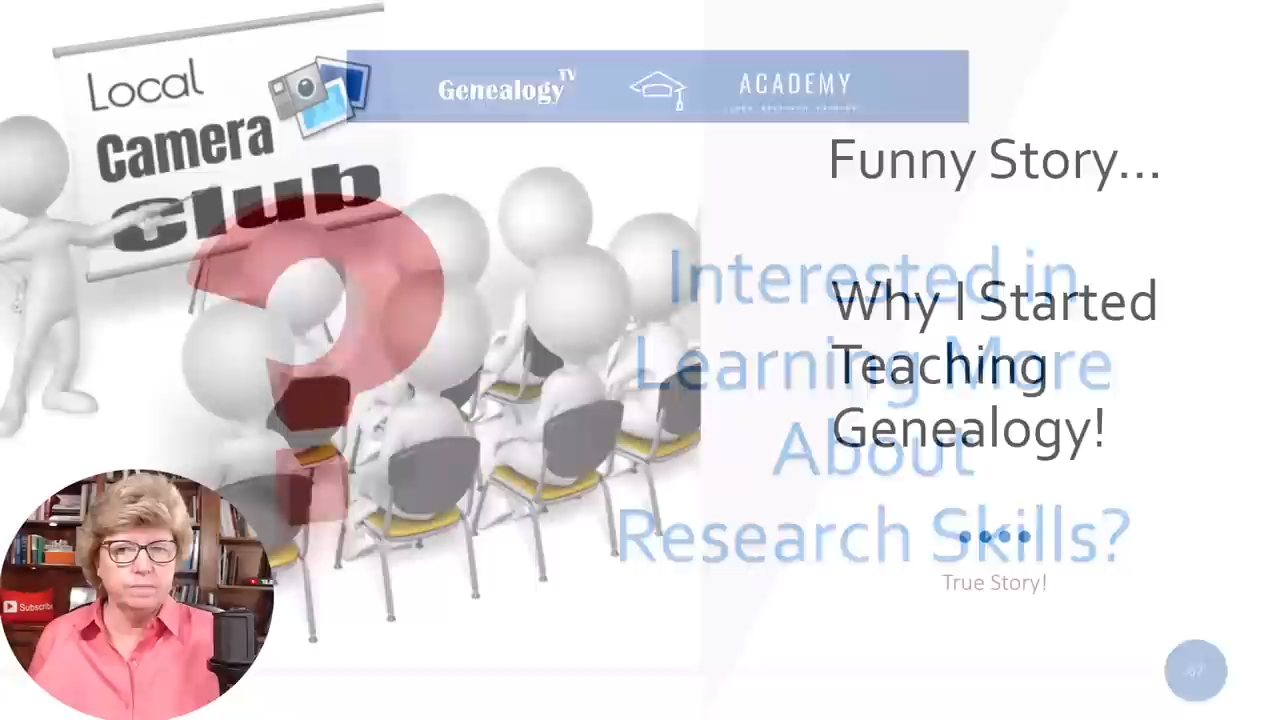 Local
Camera
Club
Genealogy TV
ACADEMY
Funny Story...
Interested in
Learning More
About
Research Skills?
Why I Started
Teaching
Genealogy!
True Story!
Subscribe
67